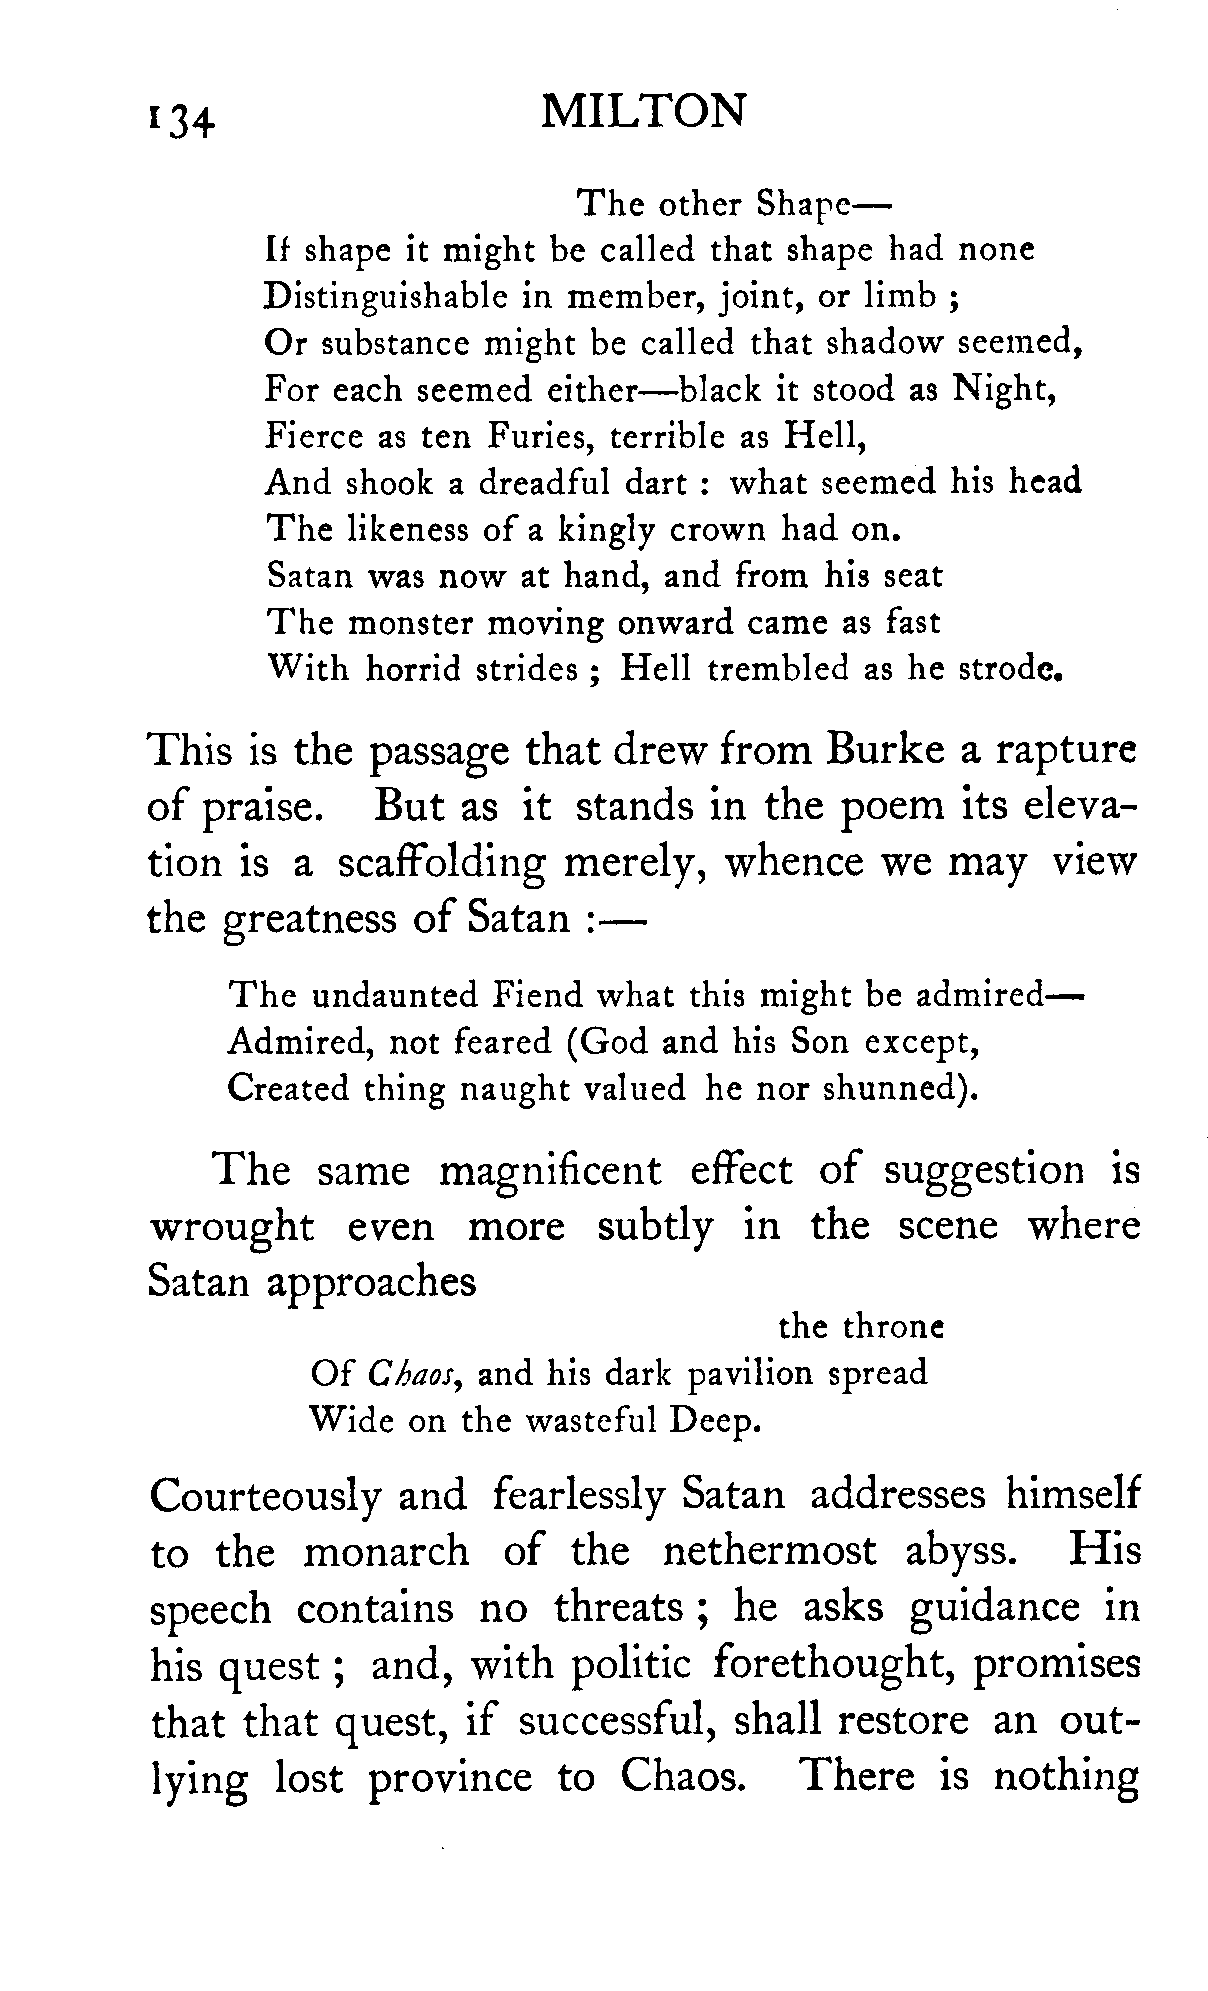 134 MILTON
The other Shape—
If shape it might be called that shape had none
Distinguishable in member, joint, or limb ;
Or substance might be called that shadow seemed,
For each seemed either—black it stood as Night,
Fierce as ten Furies, terrible as Hell,
And shook a dreadful dart : what seemed his head
The likeness of a kingly crown had on.
Satan was now at hand, and from his seat
The monster moving onward came as fast
With horrid strides ; Hell trembled as he strode.
This is the passage that drew from Burke a rapture
of praise. But as it stands in the poem its eleva-
tion is a scaffolding merely, whence we may view
the greatness of Satan :—
The undaunted Fiend what this might be admired—
Admired, not feared (God and his Son except,
Created thing naught valued he nor shunned).
The same magnificent effect of suggestion is
wrought even more subtly in the scene where
Satan approaches
the throne
Of Chaos, and his dark pavilion spread
Wide on the wasteful Deep.
Courteously and fearlessly Satan addresses himself
to the monarch of the nethermost abyss. His
speech contains no threats ; he asks guidance in
his quest ; and, with politic forethought, promises
that that quest, if successful, shall restore an out-
lying lost province to Chaos. There is nothing